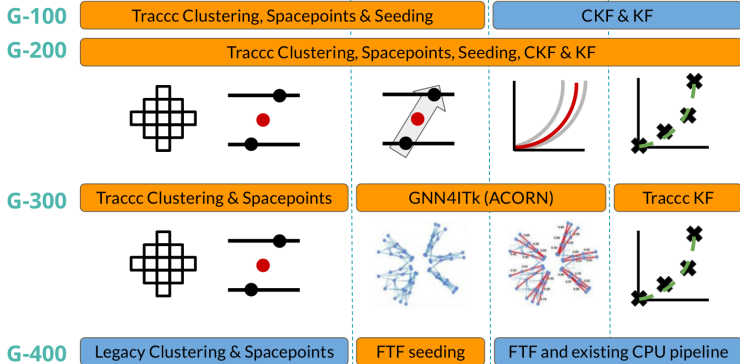 G-100 Traccc Clustering, Spacepoints & Seeding CKF & KF
G-200 Traccc Clustering, Spacepoints, Seeding, CKF & KF
G-300 Traccc Clustering & Spacepoints GNN4ITk (ACORN) Traccc KF
G-400 Legacy Clustering & Spacepoints FTF seeding FTF and existing CPU pipeline